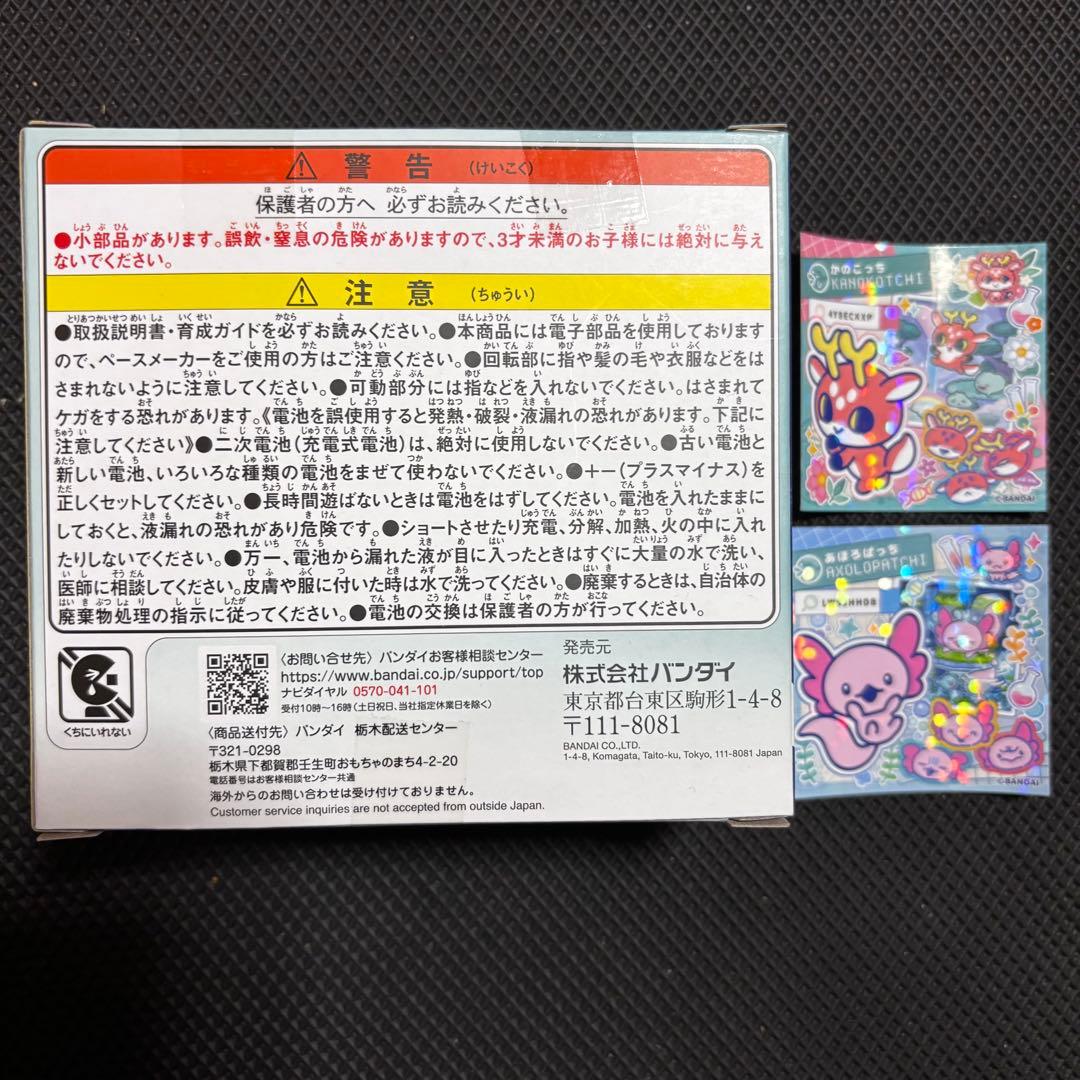 警告 (けいこく)
保護者の方へ 必ずお読みください。
●小部品があります。誤飲・窒息の危険がありますので、3才未満のお子様には絶対に与え
ないでください。
注意 (ちゅうい)
●取扱説明書・育成ガイドを必ずお読みください。●本商品には電子部品を使用しております
ので、ペースメーカーをご使用の方はご注意ください。●回転部に指や髪の毛や衣服などをは
さまれないように注意してください。●可動部分には指などを入れないでください。はさまれて
ケガをする恐れがあります。《電池を誤使用すると発熱・破裂・液漏れの恐れがあります。下記に
注意してください》●二次電池(充電式電池)は、絶対に使用しないでください。●古い電池と
新しい電池、いろいろな種類の電池をまぜて使わないでください。●+-(プラスマイナス)を
正しくセットしてください。●長時間遊ばないときは電池をはずしてください。電池を入れたままに
しておくと、液漏れの恐れがあり危険です。●ショートさせたり充電、分解、加熱、火の中に入れ
たりしないでください。●万一、電池から漏れた液が目に入ったときはすぐに大量の水で洗い、
医師に相談してください。皮膚や服に付いた時は水で洗ってください。●廃棄するときは、自治体の
廃棄物処理の指示に従ってください。●電池の交換は保護者の方が行ってください。
くちにいれない
〈お問い合せ先〉バンダイお客様相談センター
https://www.bandai.co.jp/support/top
ナビダイヤル 0570-041-101
受付10時～16時(土日祝日、当社指定休業日を除く)
〈商品送付先〉バンダイ 栃木配送センター
〒321-0298
栃木県下都賀郡壬生町おもちゃのまち4-2-20
電話番号はお客様相談センター共通
海外からのお問い合わせは受け付けておりません。
Customer service inquiries are not accepted from outside Japan.
発売元
株式会社バンダイ
東京都台東区駒形1-4-8
〒111-8081
BANDAI CO.,LTD.
1-4-8, Komagata, Taito-ku, Tokyo, 111-8081 Japan
かのこっち
KANOKOTCHI
4Y8ECXXP
©BANDAI
あほろぱっち
AXOLOPATCHI
©BANDAI